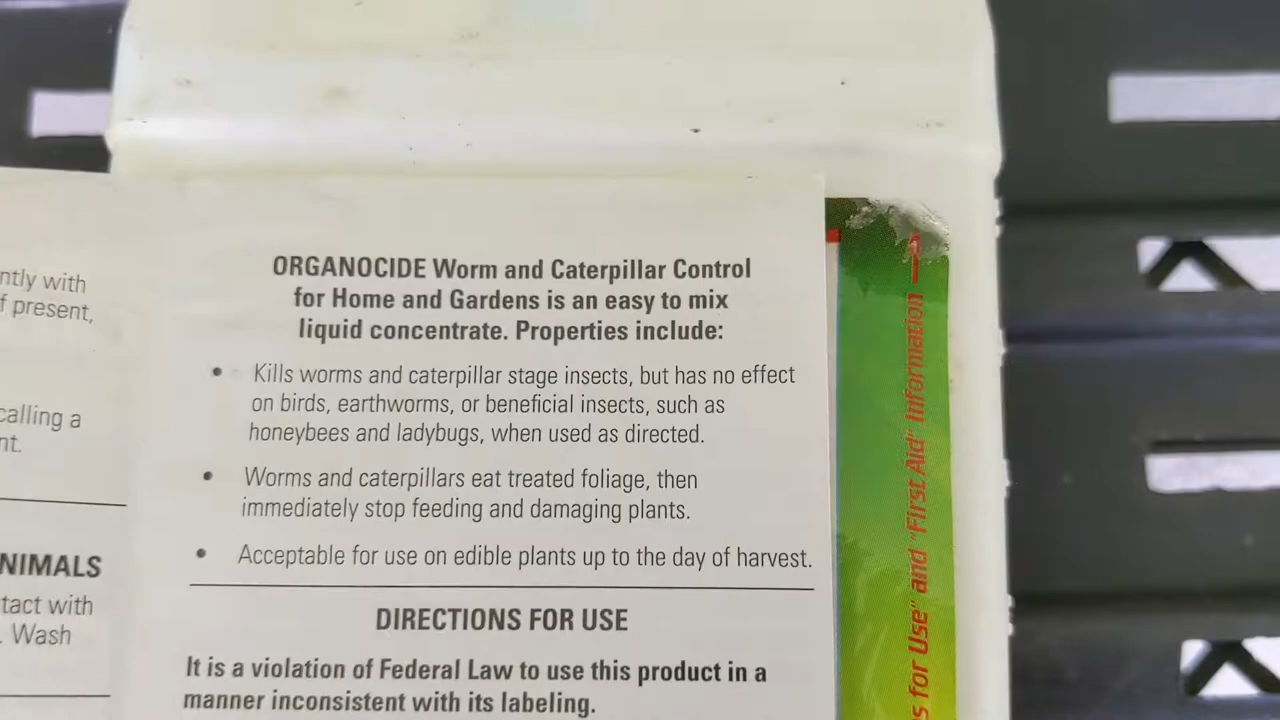 ntly with
f present,
calling a
nt.
NIMALS
tact with
. Wash
ORGANOCIDE Worm and Caterpillar Control
for Home and Gardens is an easy to mix
liquid concentrate. Properties include:
• Kills worms and caterpillar stage insects, but has no effect
on birds, earthworms, or beneficial insects, such as
honeybees and ladybugs, when used as directed.
• Worms and caterpillars eat treated foliage, then
immediately stop feeding and damaging plants.
• Acceptable for use on edible plants up to the day of harvest.
DIRECTIONS FOR USE
It is a violation of Federal Law to use this product in a
manner inconsistent with its labeling.
s for Use" and "First Aid" Information